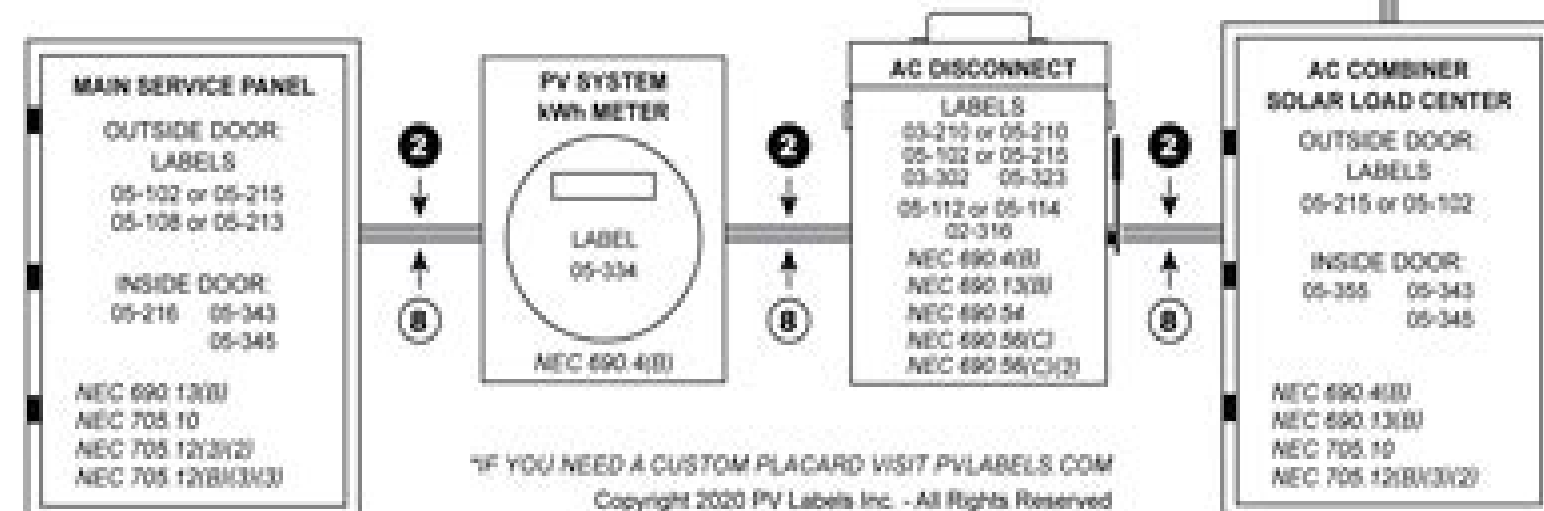 MAIN SERVICE PANEL
OUTSIDE DOOR:
LABELS
05-102 or 05-215
05-108 or 05-213
INSIDE DOOR:
05-216 05-343
05-345
NEC 690.13(B)
NEC 705.10
NEC 705.12(3)(2)
NEC 705.12(B)(3)(3)
2
8
PV SYSTEM
kWh METER
LABEL
05-334
NEC 690.4(B)
2
8
AC DISCONNECT
LABELS
03-210 or 05-210
05-102 or 05-215
03-302 05-323
05-112 or 05-114
02-316
NEC 690.4(B)
NEC 690.13(B)
NEC 690.54
NEC 690.56(C)
NEC 690.56(C)(2)
2
8
AC COMBINER
SOLAR LOAD CENTER
OUTSIDE DOOR:
LABELS
05-215 or 05-102
INSIDE DOOR:
05-355 05-343
05-345
NEC 690.4(B)
NEC 690.13(B)
NEC 705.10
NEC 705.12(B)(3)(2)
*IF YOU NEED A CUSTOM PLACARD VISIT PVLABELS.COM
Copyright 2020 PV Labels Inc. - All Rights Reserved